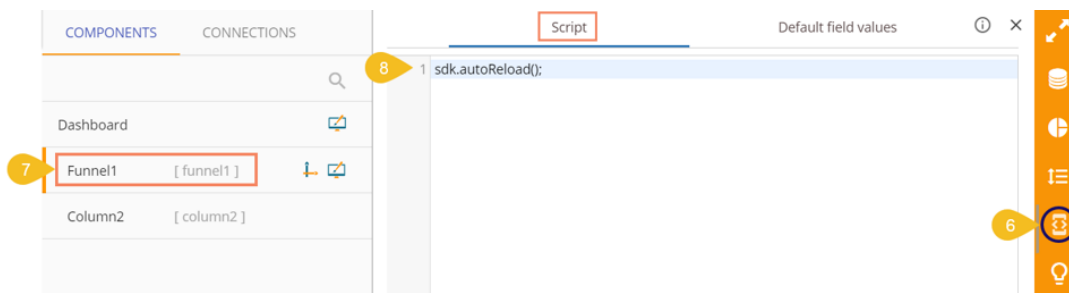 COMPONENTS CONNECTIONS Script Default field values
8 1 sdk.autoReload();
Dashboard
7 Funnel1 [ funnel1 ]
Column2 [ column2 ]
6